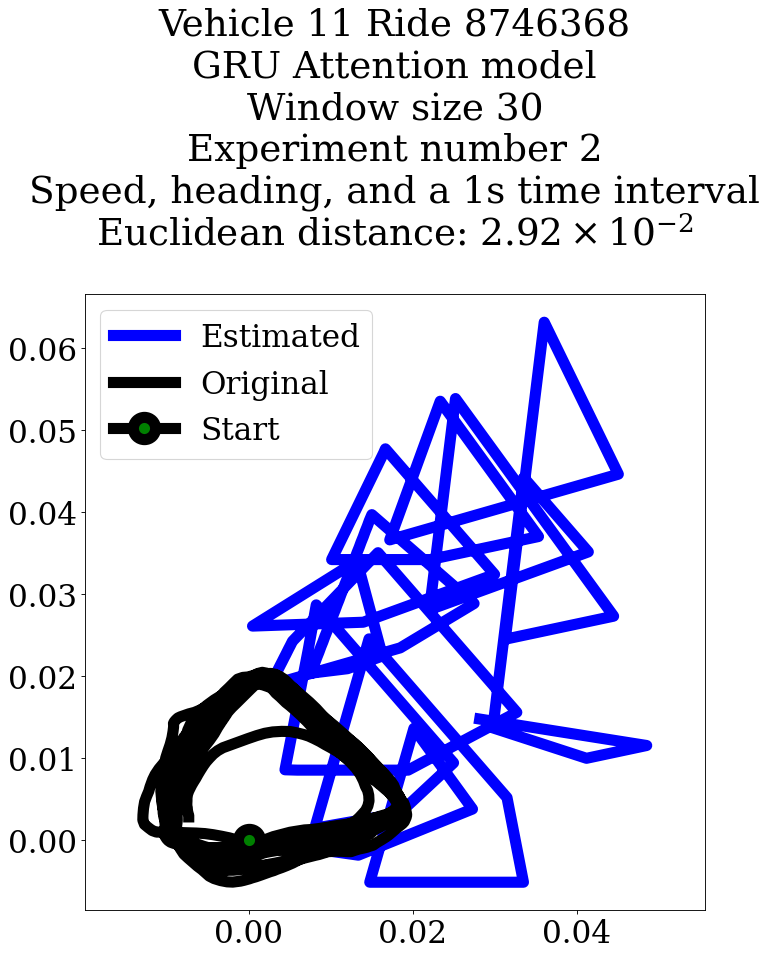 Vehicle 11 Ride 8746368
GRU Attention model
Window size 30
Experiment number 2
Speed, heading, and a 1s time interval
Euclidean distance: 2.92 × 10⁻²
Estimated
Original
Start
0.06
0.05
0.04
0.03
0.02
0.01
0.00
0.00 0.02 0.04